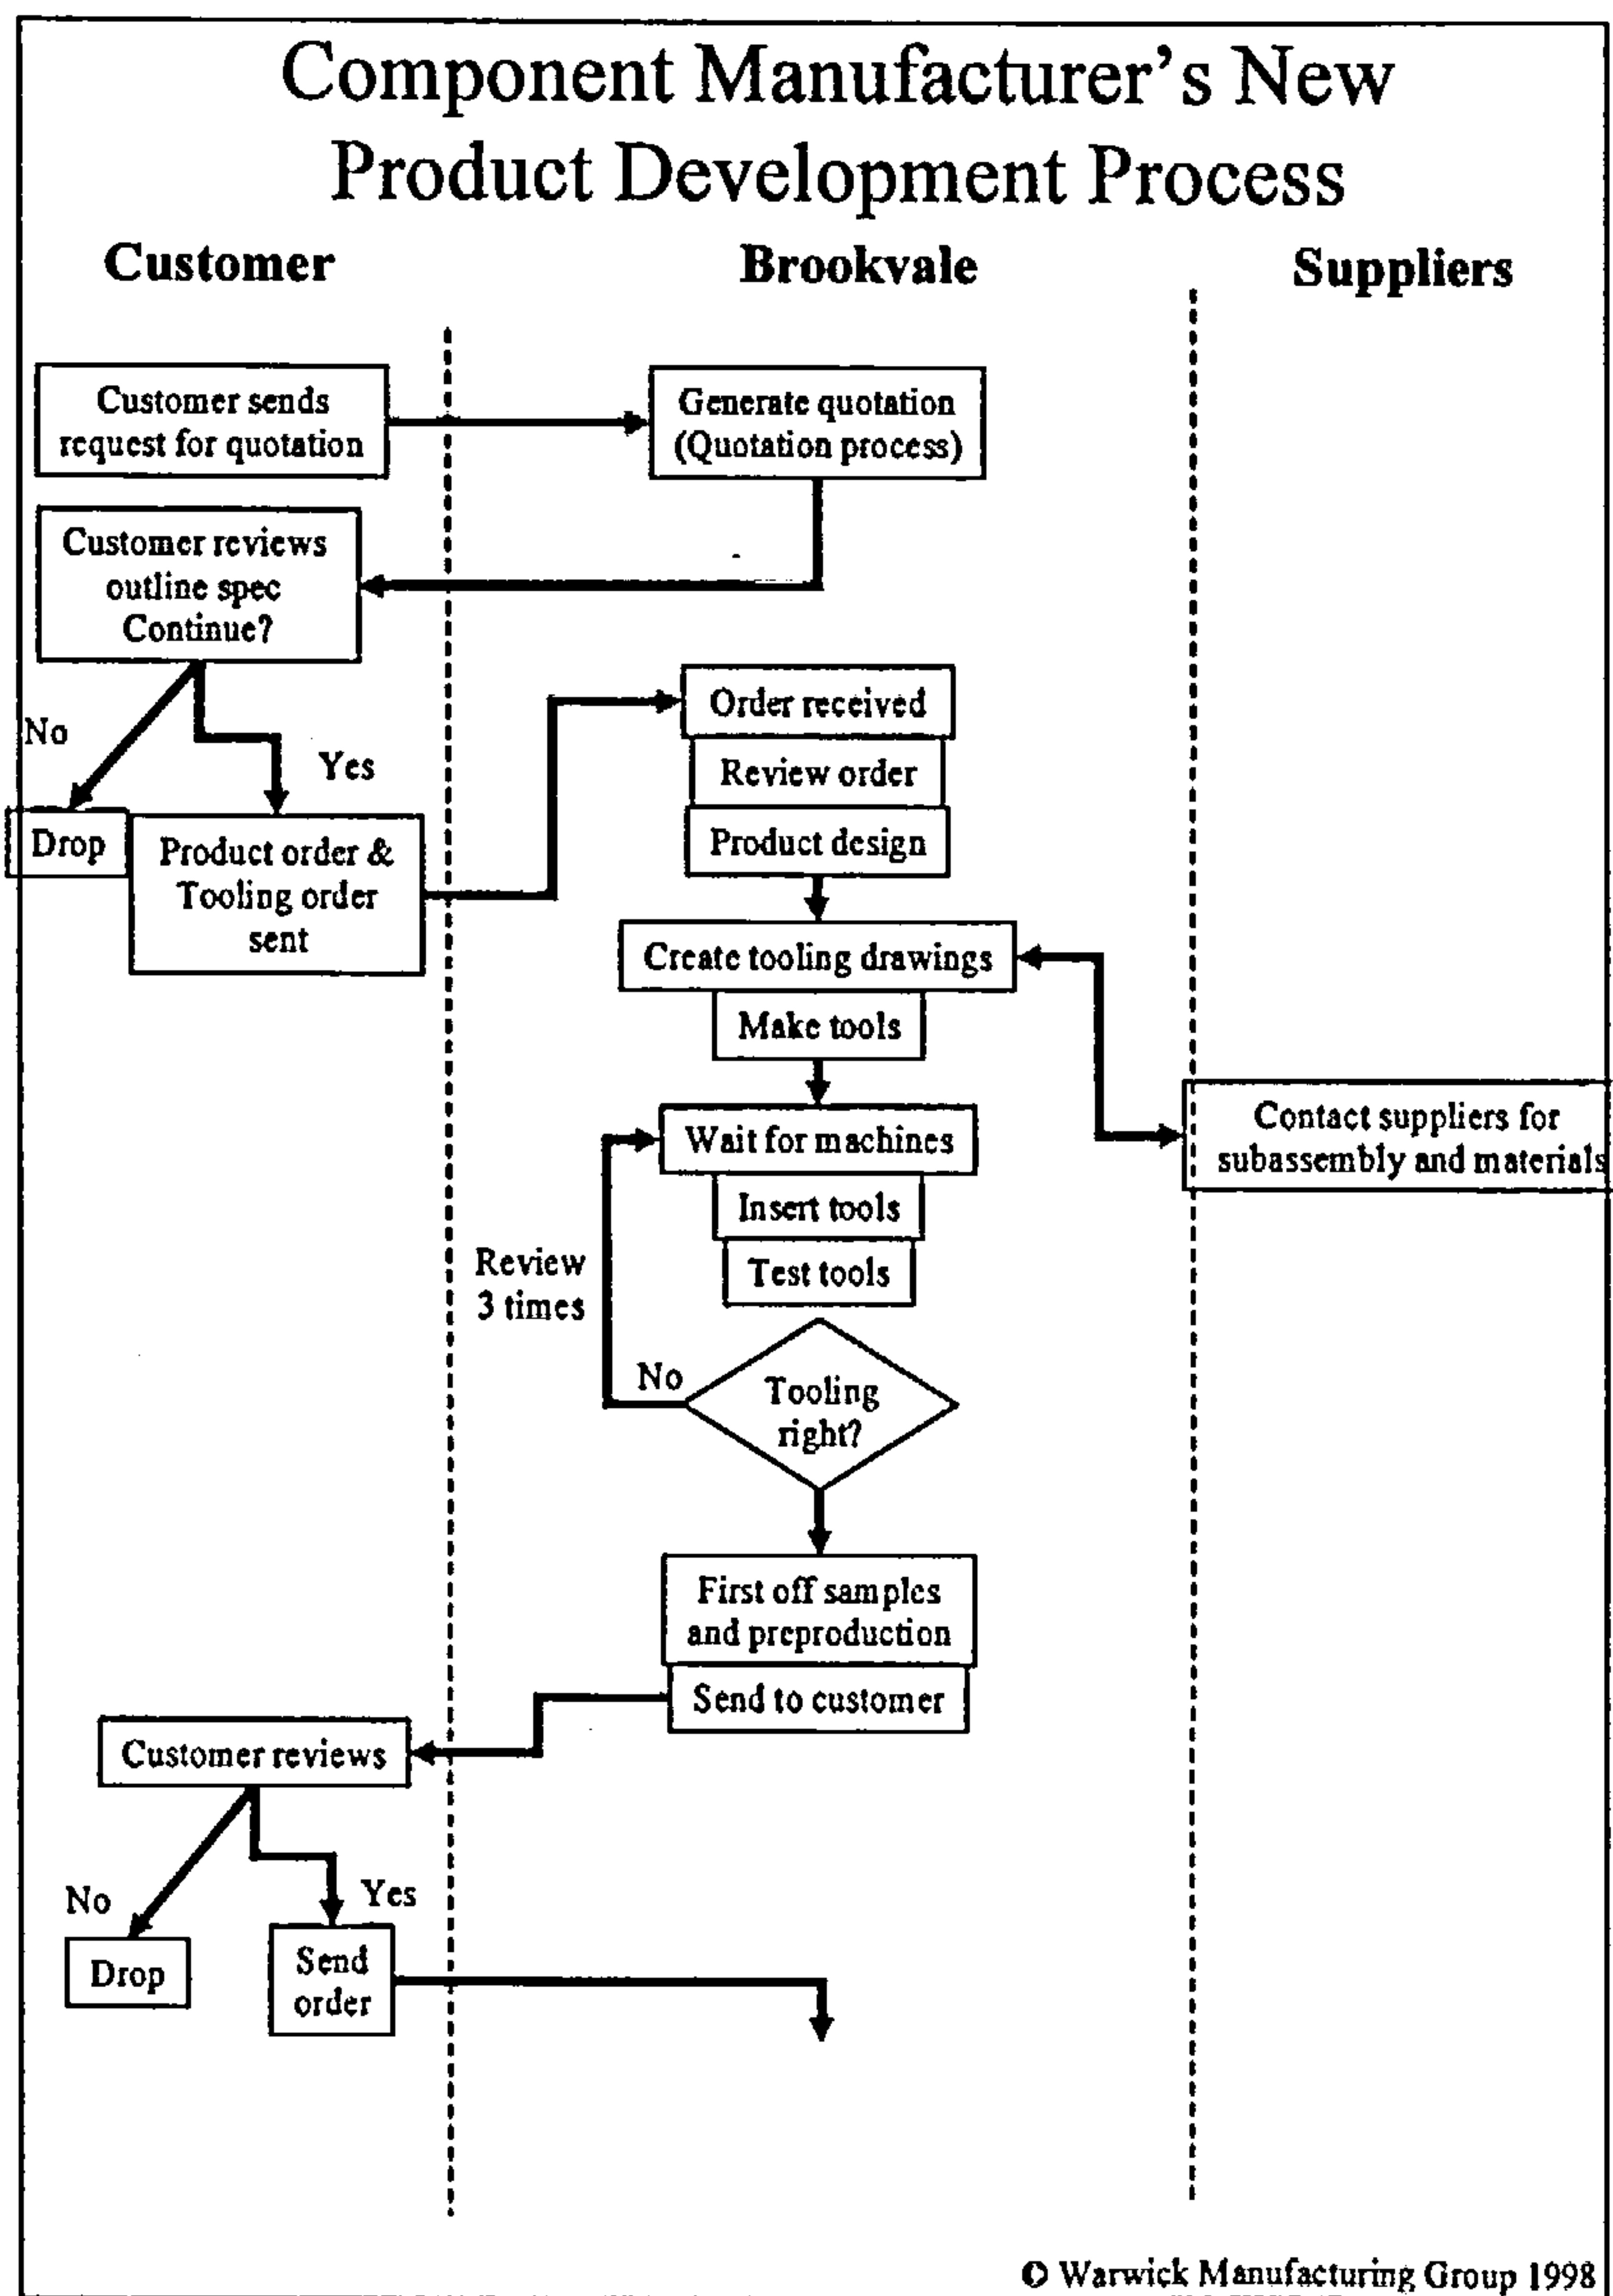 Component Manufacturer's New
Product Development Process
Customer
Brookvale
Suppliers
Customer sends
request for quotation
Generate quotation
(Quotation process)
Customer reviews
outline spec
Continue?
No
Yes
Drop
Product order &
Tooling order
sent
Order received
Review order
Product design
Create tooling drawings
Make tools
Contact suppliers for
subassembly and materials
Wait for machines
Insert tools
Test tools
Review
3 times
No
Tooling
right?
First off samples
and preproduction
Send to customer
Customer reviews
No
Yes
Drop
Send
order
© Warwick Manufacturing Group 1998